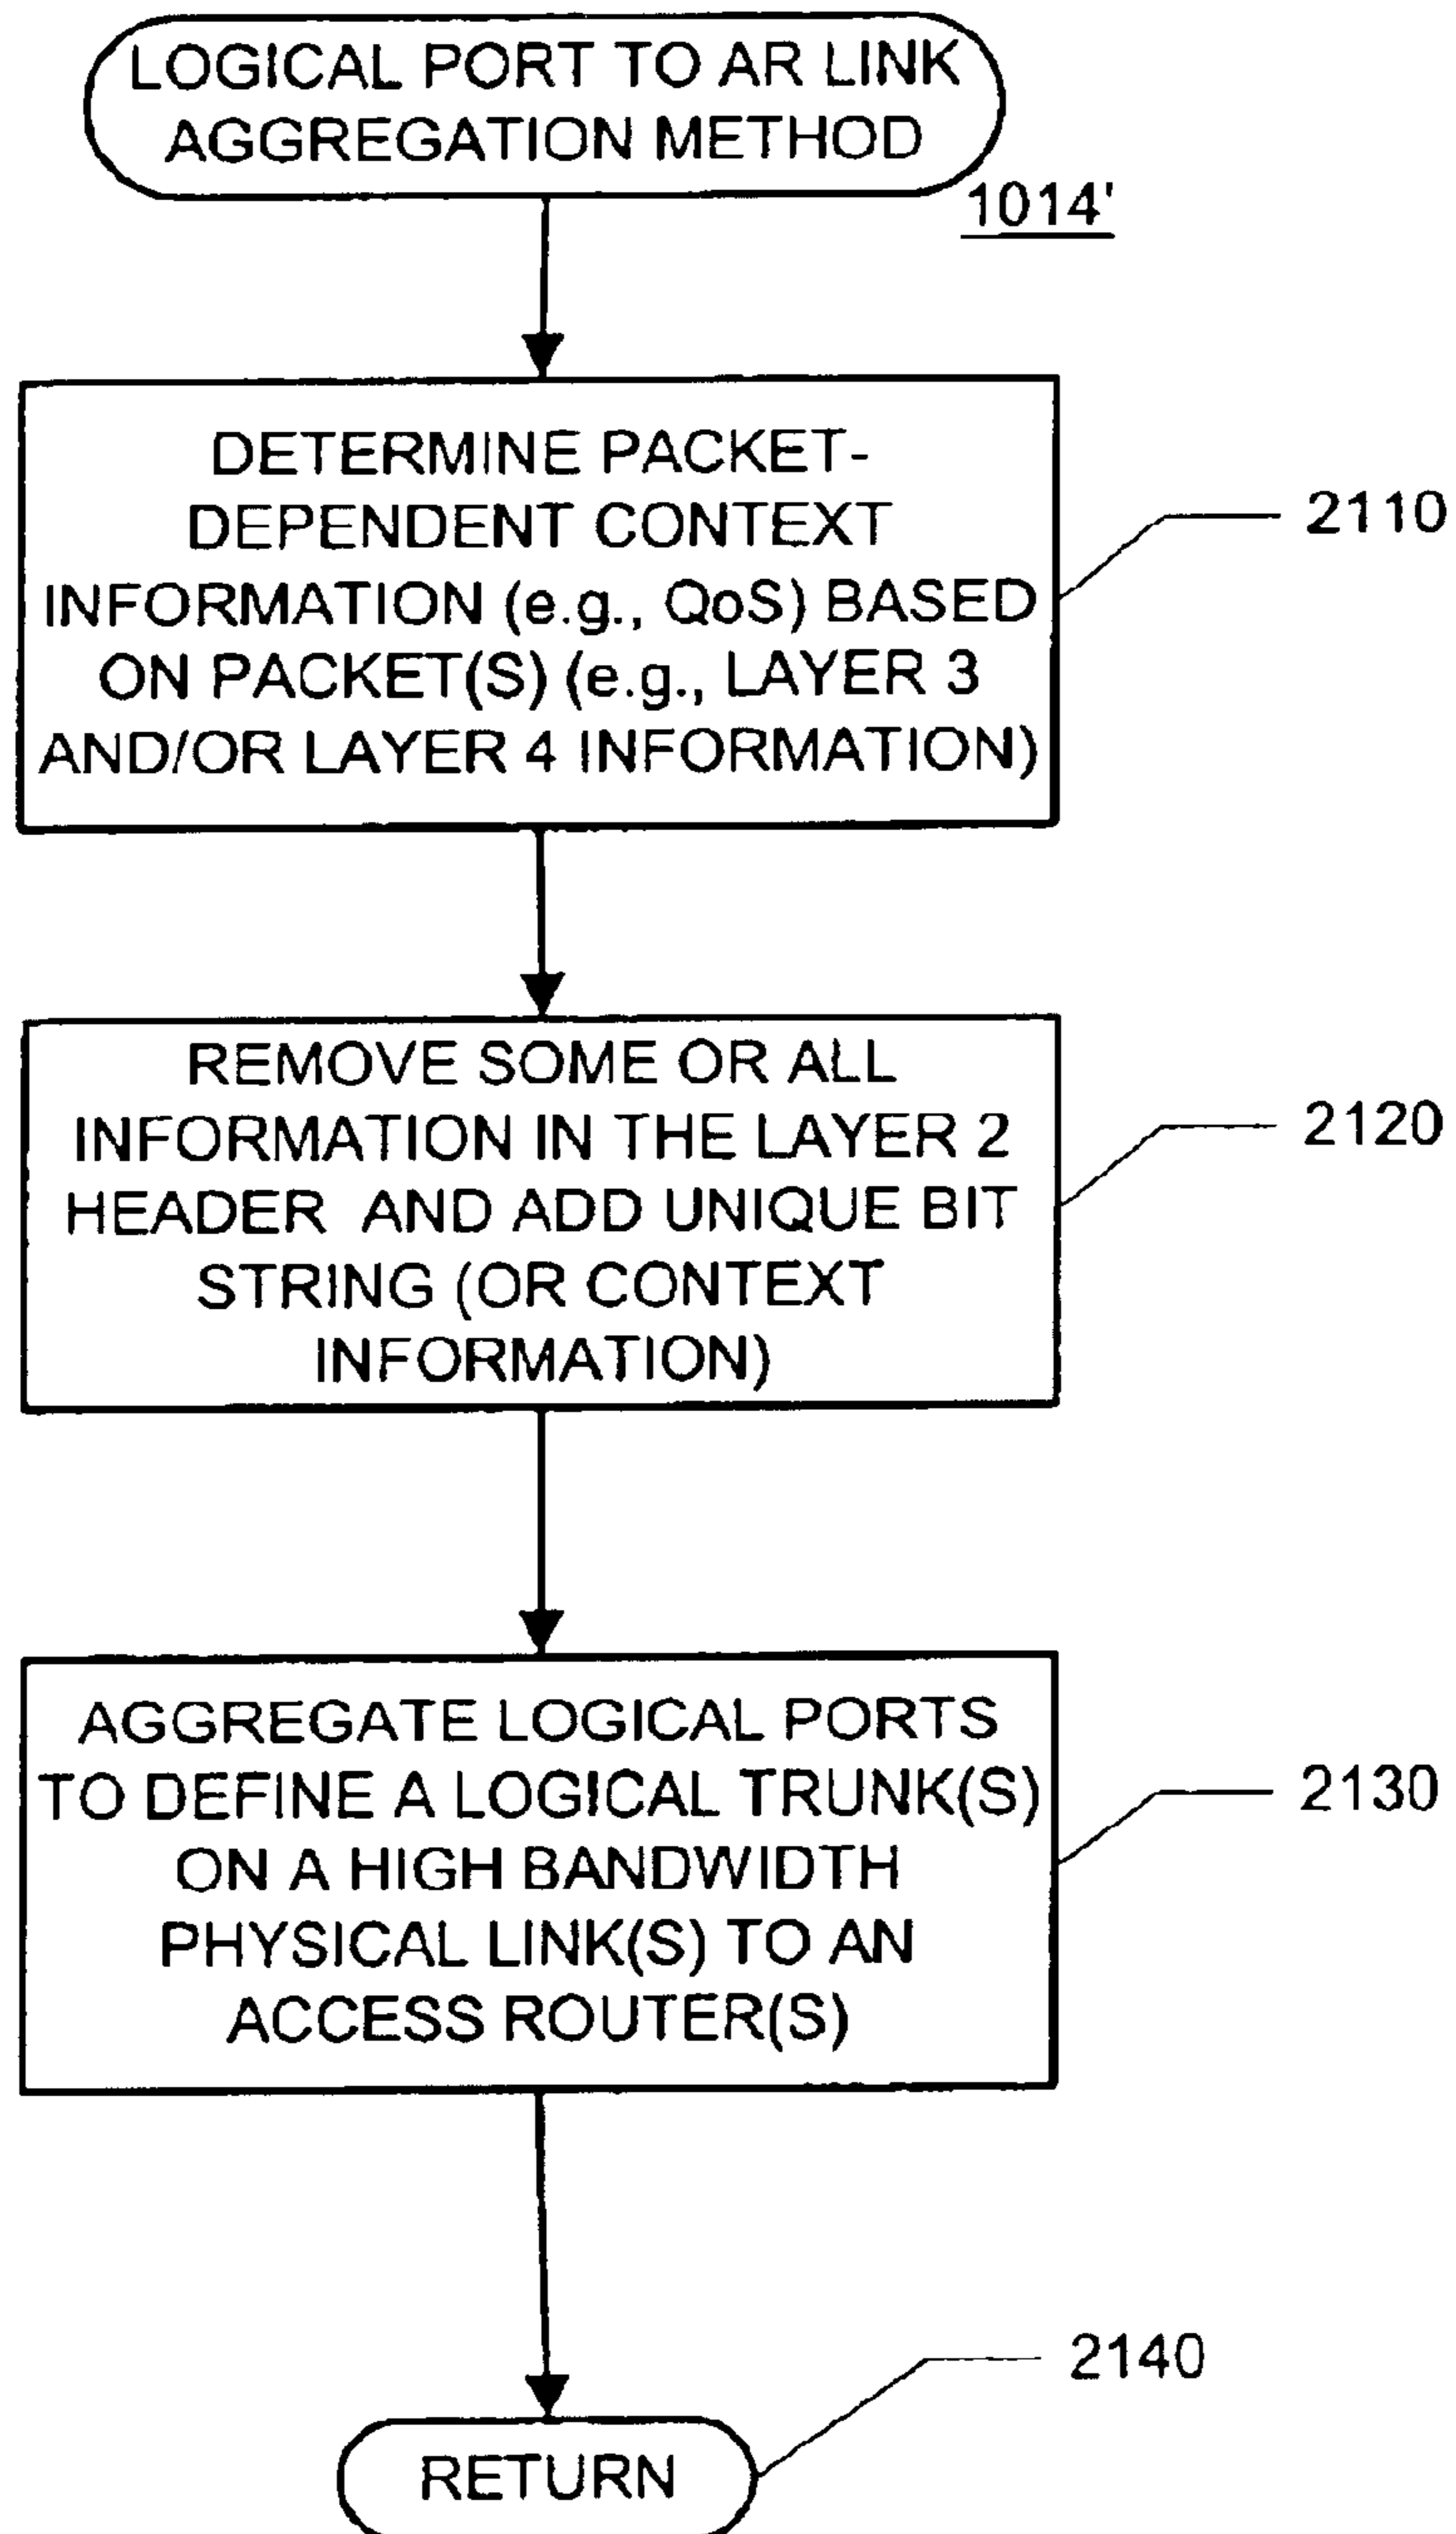 LOGICAL PORT TO AR LINK
AGGREGATION METHOD
1014'
DETERMINE PACKET-
DEPENDENT CONTEXT
INFORMATION (e.g., QoS) BASED
ON PACKET(S) (e.g., LAYER 3
AND/OR LAYER 4 INFORMATION)
2110
REMOVE SOME OR ALL
INFORMATION IN THE LAYER 2
HEADER AND ADD UNIQUE BIT
STRING (OR CONTEXT
INFORMATION)
2120
AGGREGATE LOGICAL PORTS
TO DEFINE A LOGICAL TRUNK(S)
ON A HIGH BANDWIDTH
PHYSICAL LINK(S) TO AN
ACCESS ROUTER(S)
2130
RETURN
2140